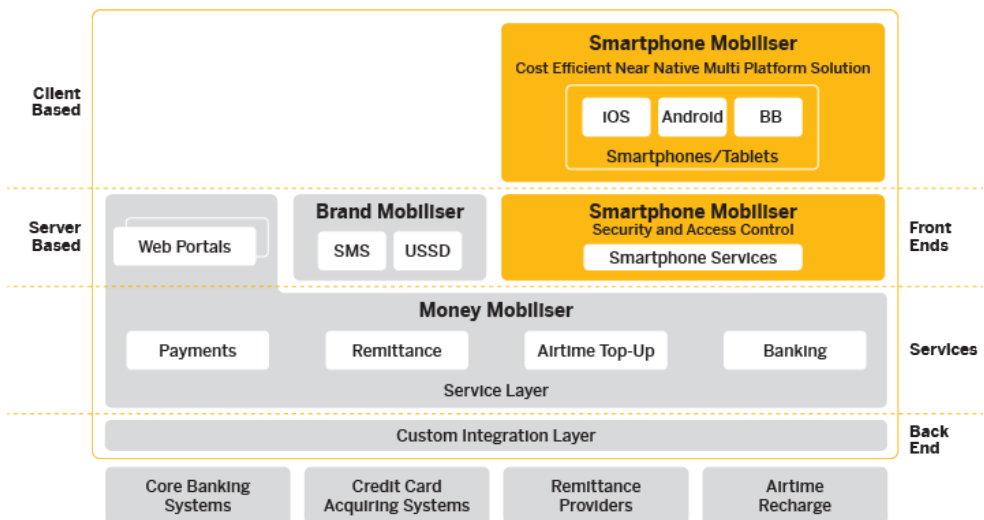 Smartphone Mobiliser
Cost Efficient Near Native Multi Platform Solution
Client
Based
iOS
Android
BB
Smartphones/Tablets
Server
Based
Web Portals
Brand Mobiliser
SMS
USSD
Smartphone Mobiliser
Security and Access Control
Smartphone Services
Front
Ends
Money Mobiliser
Payments
Remittance
Airtime Top-Up
Banking
Services
Service Layer
Custom Integration Layer
Back
End
Core Banking
Systems
Credit Card
Acquiring Systems
Remittance
Providers
Airtime
Recharge